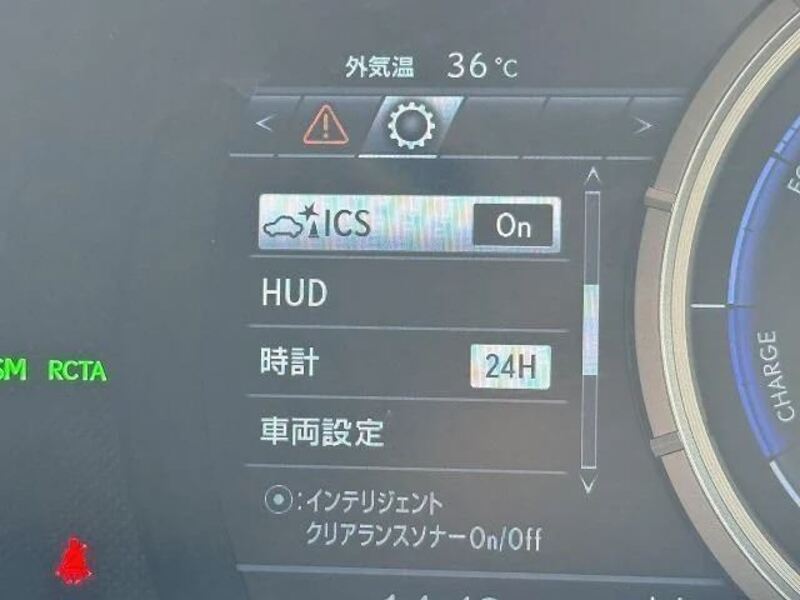 外気温 36℃
< >
ICS On
HUD
時計 24H
車両設定
RCTA
CHARGE
:インテリジェント
クリアランスソナーOn/Off